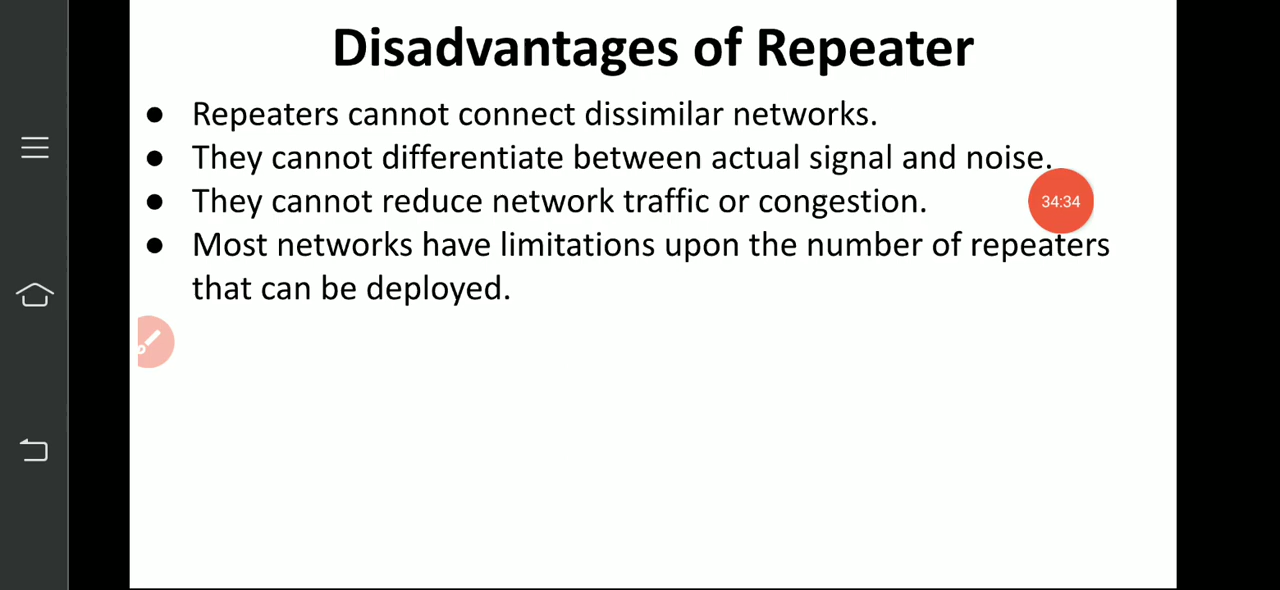 Disadvantages of Repeater
● Repeaters cannot connect dissimilar networks.
● They cannot differentiate between actual signal and noise.
● They cannot reduce network traffic or congestion.
34:34
● Most networks have limitations upon the number of repeaters
that can be deployed.